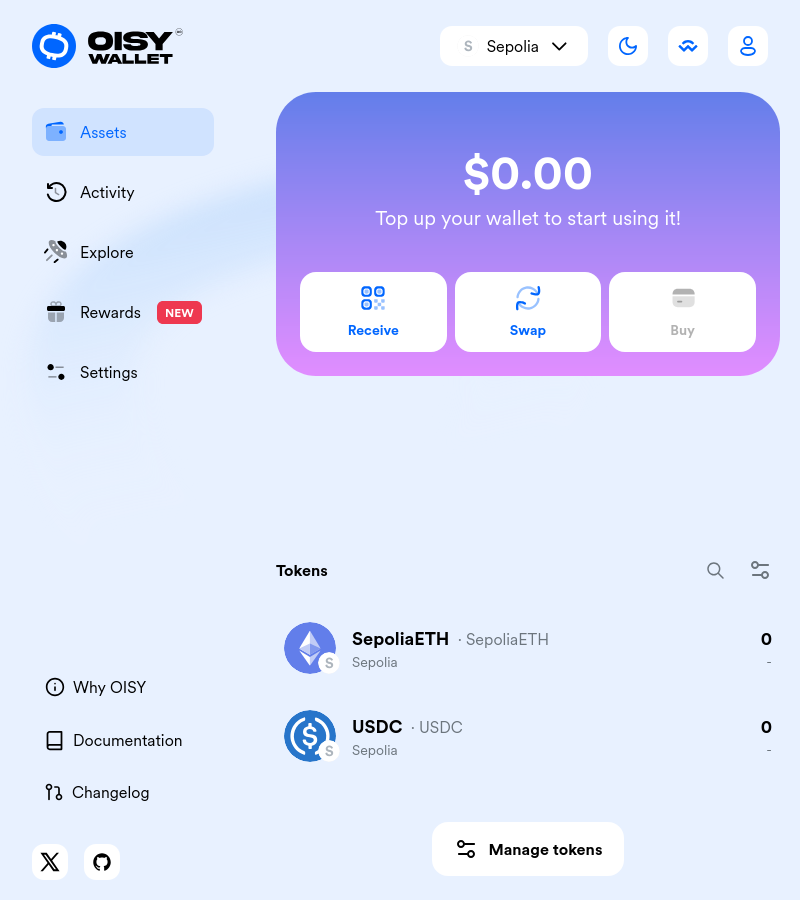 OISY
WALLET
S Sepolia
Assets
Activity
Explore
Rewards NEW
Settings
$0.00
Top up your wallet to start using it!
Receive
Swap
Buy
Tokens
SepoliaETH · SepoliaETH
0
S
Sepolia
-
USDC · USDC
0
S
Sepolia
-
Why OISY
Documentation
Changelog
Manage tokens